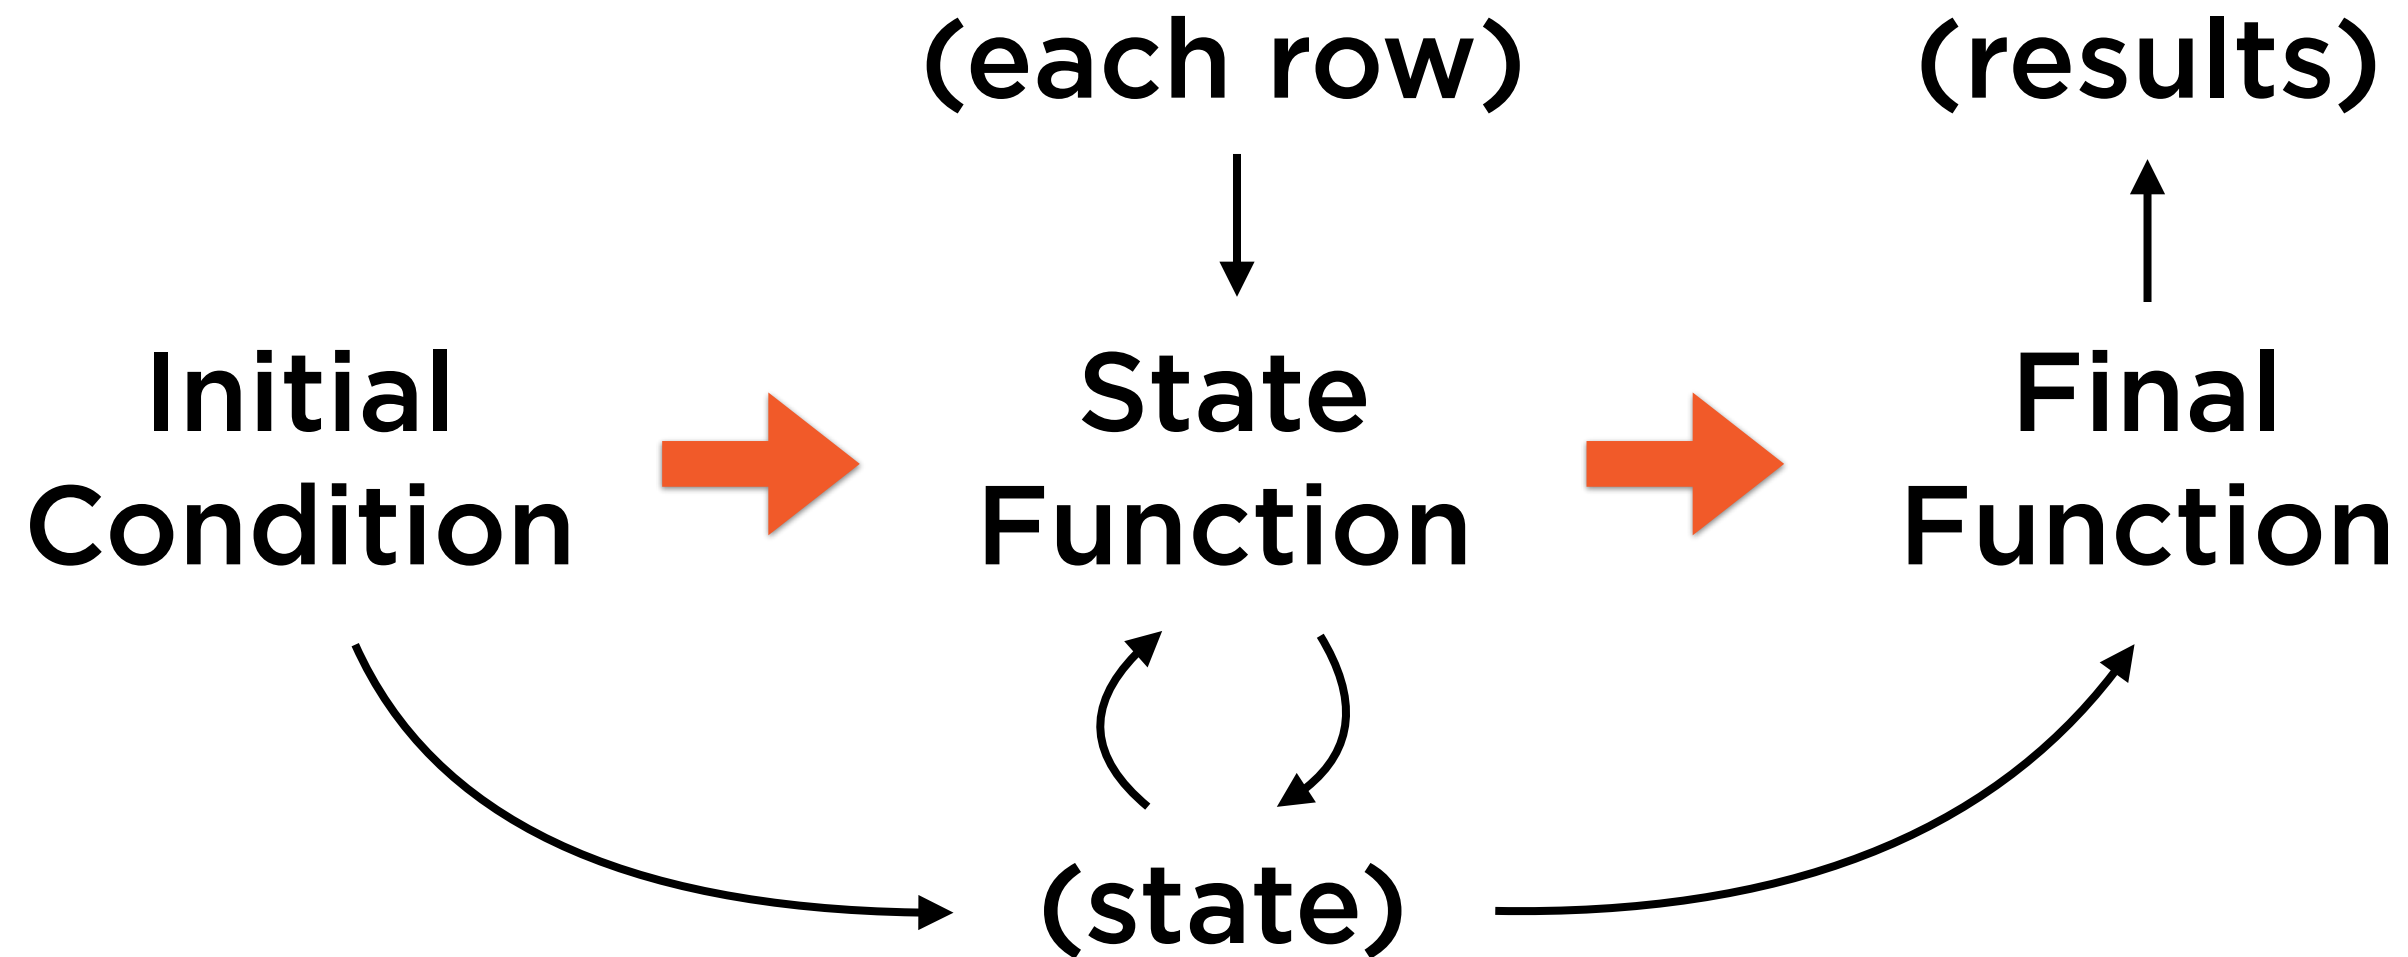 (each row)
(results)
Initial
Condition
State
Function
Final
Function
(state)